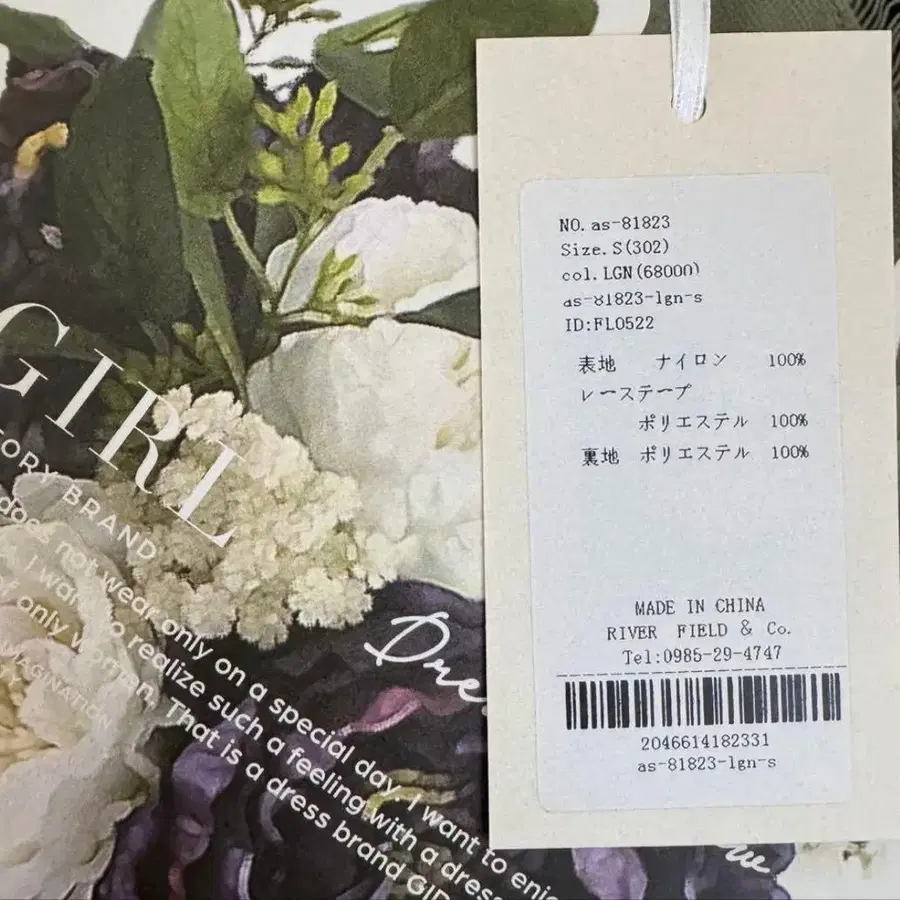 GIRL
ORY BRAND
does not wear only on a special day. I want to
I want to realize such a feeling with a dress
only woman. That is a dress brand
IMAGINATION
NO. as-81823
Size. S(302)
col. LGN(68000)
as-81823-lgn-s
ID:FL0522
表地 ナイロン 100%
レーステープ
ポリエステル 100%
裏地 ポリエステル 100%
MADE IN CHINA
RIVER FIELD & Co.
Tel:0985-29-4747
2046614182331
as-81823-lgn-s